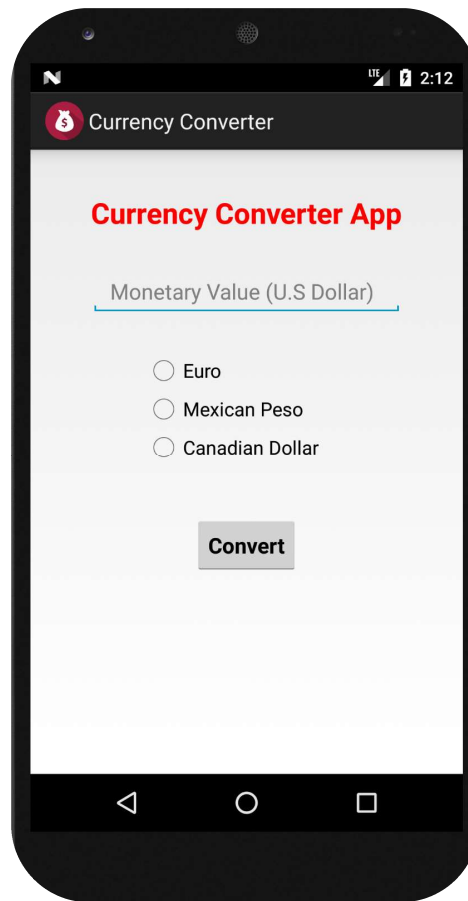 LTE 2:12
$ Currency Converter
Currency Converter App
Monetary Value (U.S Dollar)
Euro
Mexican Peso
Canadian Dollar
Convert